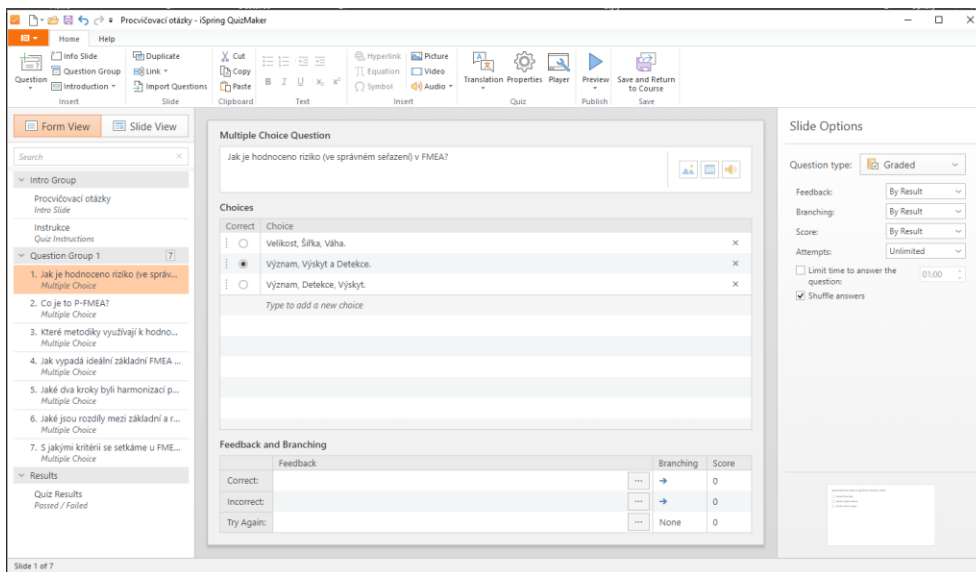 Procvičovací otázky - iSpring QuizMaker
Home Help
Question
Info Slide
Question Group
Introduction
Insert
Duplicate
Link
Import Questions
Slide
Cut
Copy
Paste
Clipboard
B I U X₂ X²
Text
Hyperlink
Equation
Symbol
Picture
Video
Audio
Insert
Translation Properties Player
Quiz
Preview
Publish
Save and Return
to Course
Save
Form View Slide View
Search
Intro Group
Procvičovací otázky
Intro Slide
Instrukce
Quiz Instructions
Question Group 1 7
1. Jak je hodnoceno riziko (ve správ...
Multiple Choice
2. Co je to P-FMEA?
Multiple Choice
3. Které metodiky využívají k hodno...
Multiple Choice
4. Jak vypadá ideální základní FMEA ...
Multiple Choice
5. Jaké dva kroky byli harmonizací p...
Multiple Choice
6. Jaké jsou rozdíly mezi základní a r...
Multiple Choice
7. S jakými kritérii se setkáme u FME...
Multiple Choice
Results
Quiz Results
Passed / Failed
Multiple Choice Question
Jak je hodnoceno riziko (ve správném seřazení) v FMEA?
Choices
Correct Choice
Velikost, Šířka, Váha.
Význam, Výskyt a Detekce.
Význam, Detekce, Výskyt.
Type to add a new choice
Feedback and Branching
Feedback Branching Score
Correct: ... 0
Incorrect: ... 0
Try Again: ... None 0
Slide Options
Question type: Graded
Feedback: By Result
Branching: By Result
Score: By Result
Attempts: Unlimited
Limit time to answer the
question: 01:00
Shuffle answers
Slide 1 of 7